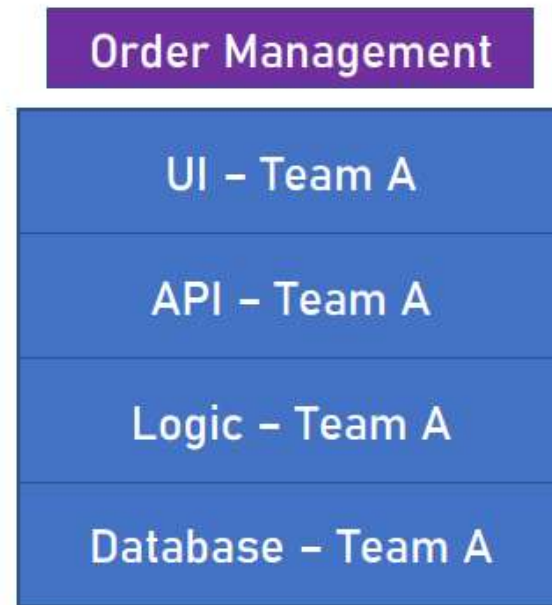 Order Management
UI – Team A
API – Team A
Logic – Team A
Database – Team A